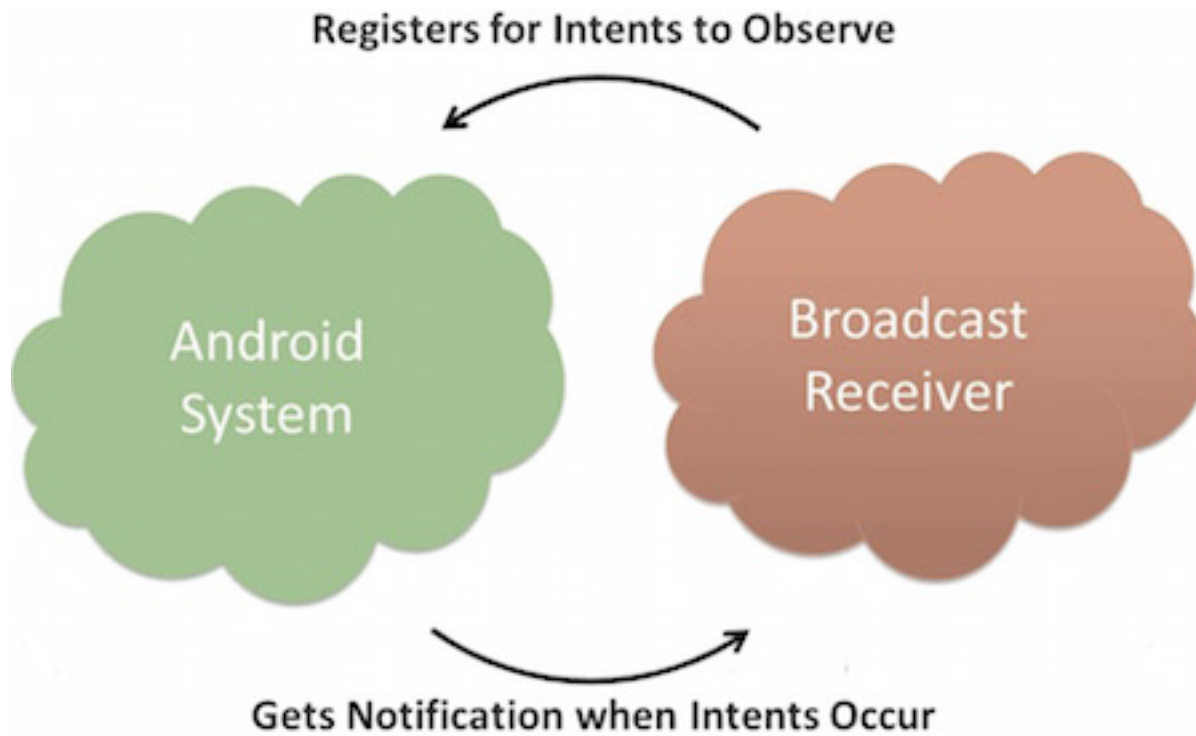 Registers for Intents to Observe
Android
System
Broadcast
Receiver
Gets Notification when Intents Occur